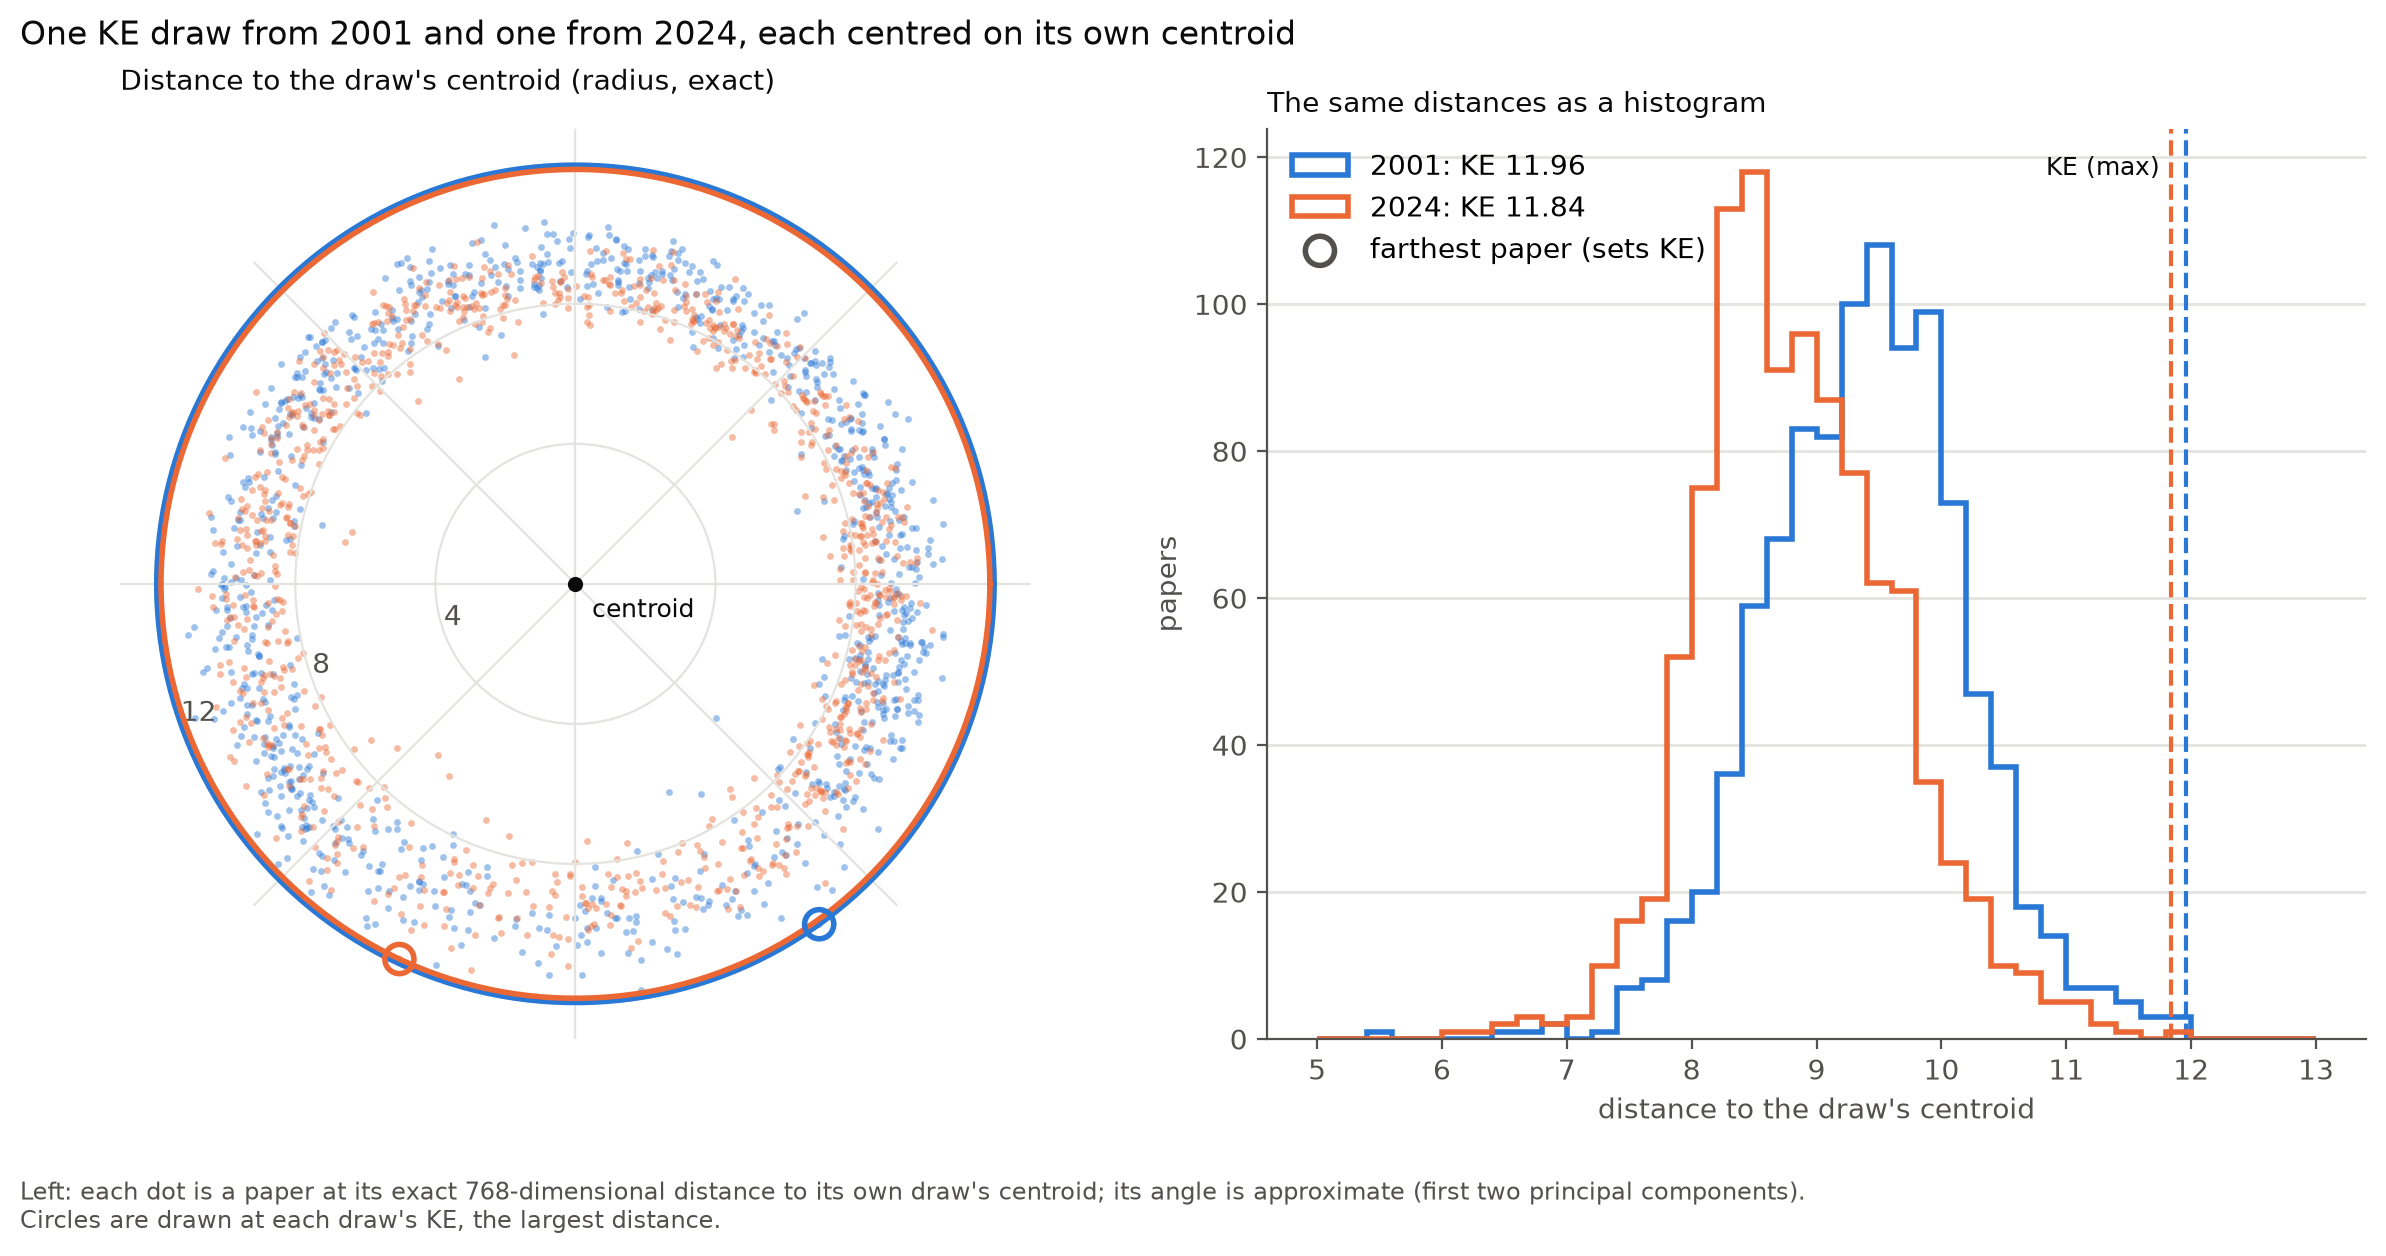 One KE draw from 2001 and one from 2024, each centred on its own centroid
Distance to the draw's centroid (radius, exact)
centroid
4
8
12
The same distances as a histogram
2001: KE 11.96
2024: KE 11.84
farthest paper (sets KE)
KE (max)
papers
120
100
80
60
40
20
0
5 6 7 8 9 10 11 12 13
distance to the draw's centroid
Left: each dot is a paper at its exact 768-dimensional distance to its own draw's centroid; its angle is approximate (first two principal components).
Circles are drawn at each draw's KE, the largest distance.